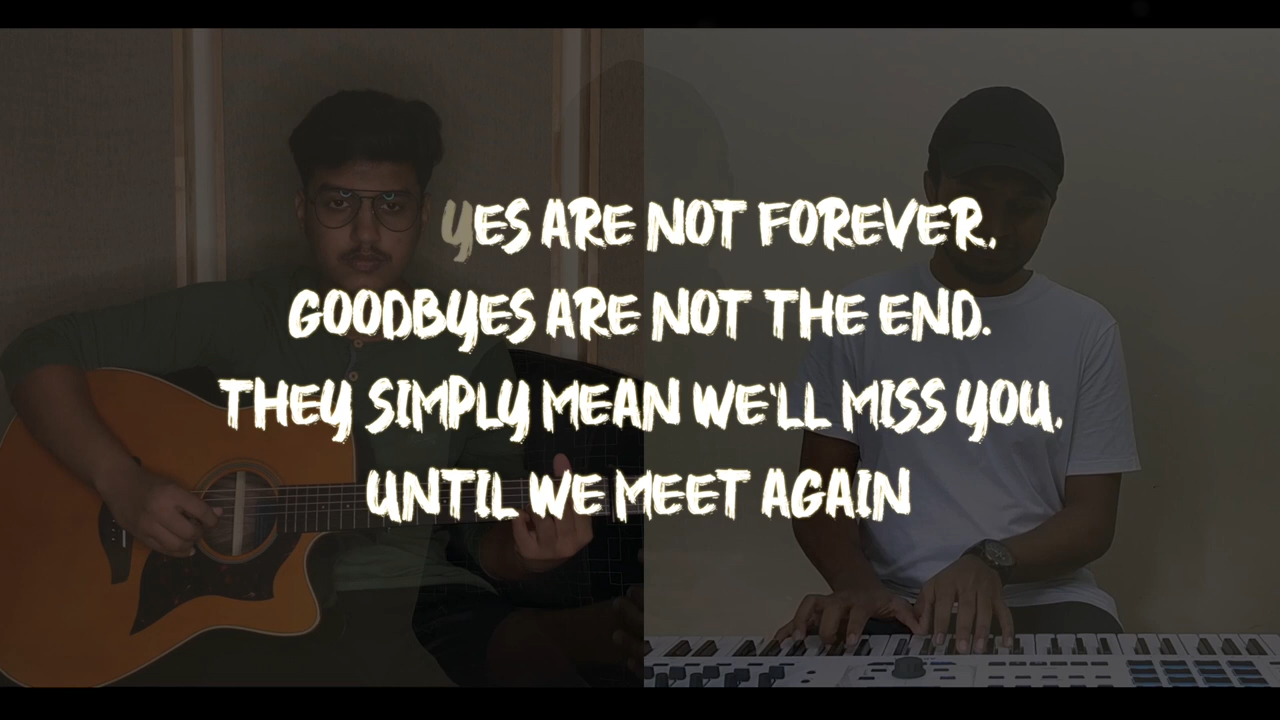 YES ARE NOT FOREVER.
GOODBYES ARE NOT THE END.
THEY SIMPLY MEAN WE'LL MISS YOU.
UNTIL WE MEET AGAIN